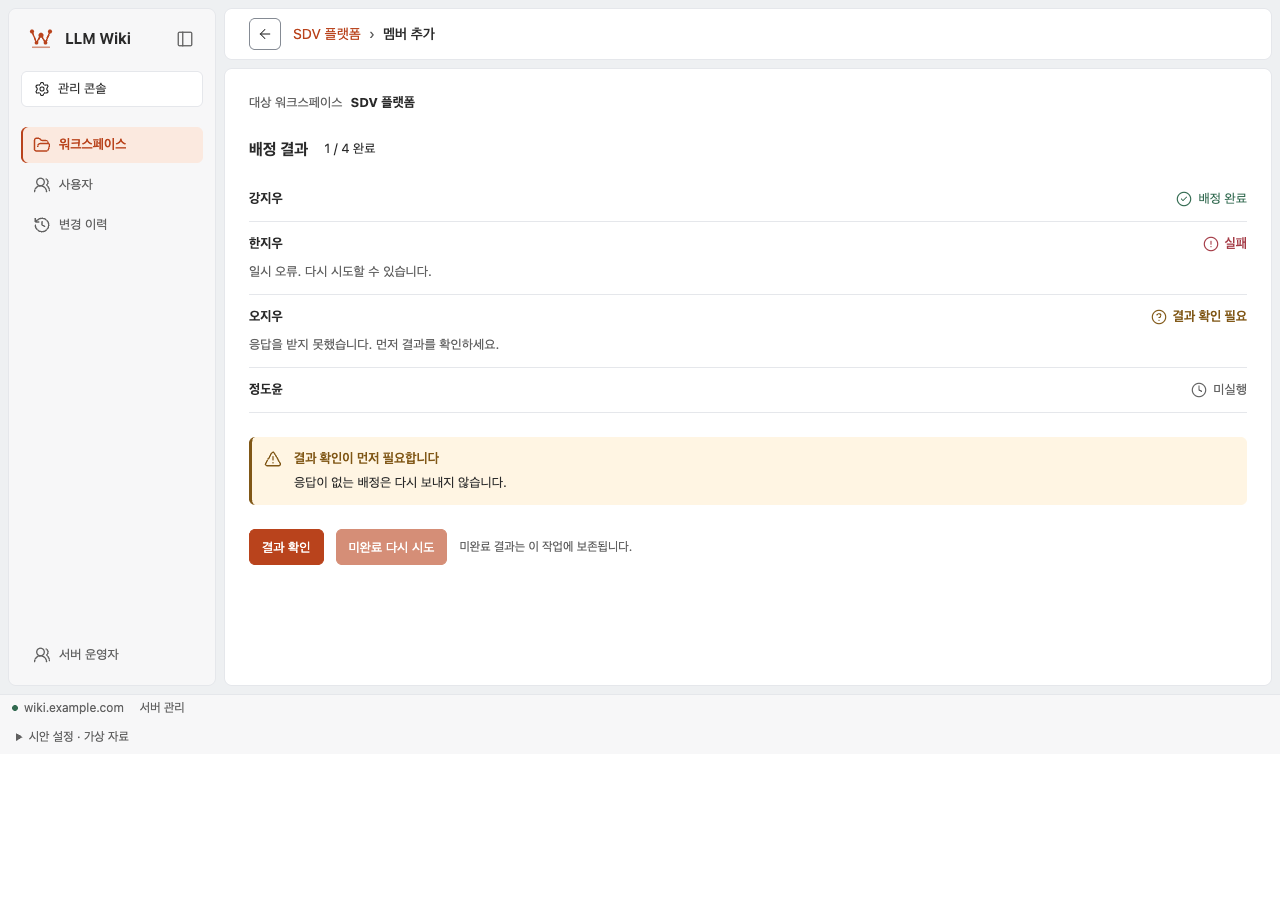 LLM Wiki
관리 콘솔
워크스페이스
사용자
변경 이력
서버 운영자
SDV 플랫폼 › 멤버 추가
대상 워크스페이스 SDV 플랫폼
배정 결과 1 / 4 완료
강지우 배정 완료
한지우 실패
일시 오류. 다시 시도할 수 있습니다.
오지우 결과 확인 필요
응답을 받지 못했습니다. 먼저 결과를 확인하세요.
정도윤 미실행
결과 확인이 먼저 필요합니다
응답이 없는 배정은 다시 보내지 않습니다.
결과 확인 미완료 다시 시도 미완료 결과는 이 작업에 보존됩니다.
wiki.example.com 서버 관리
시안 설정 · 가상 자료